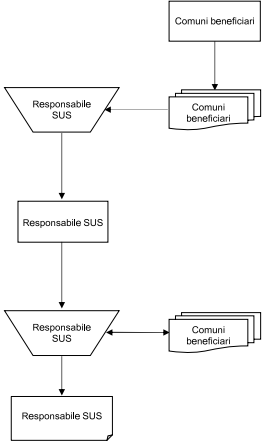 Comuni beneficiari
Responsabile
SUS
Comuni
beneficiari
Responsabile SUS
Responsabile
SUS
Comuni
beneficiari
Responsabile SUS